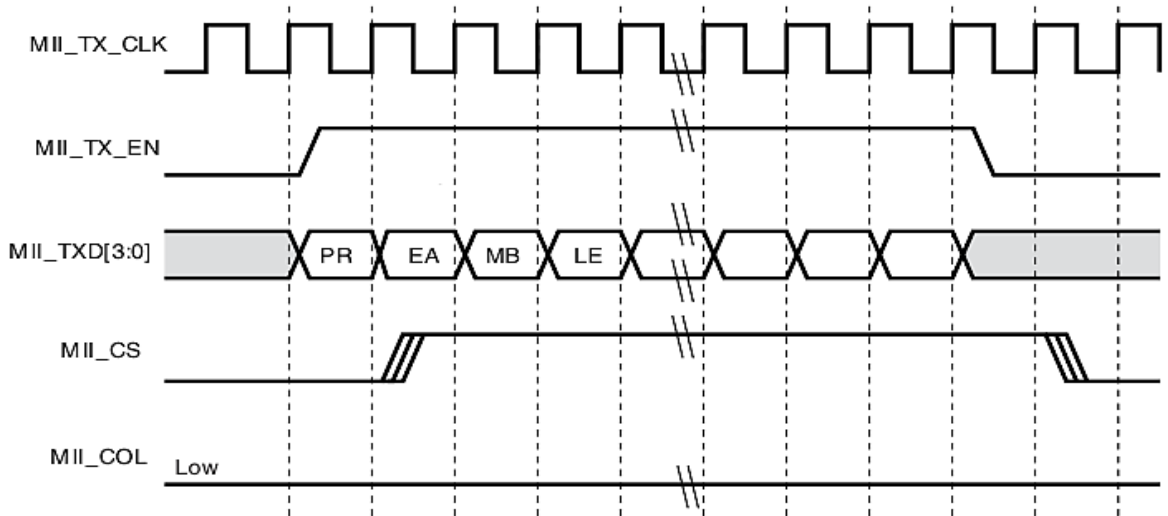 MII_TX_CLK
MII_TX_EN
MII_TXD[3:0]
PR EA MB LE
MII_CS
MII_COL
Low